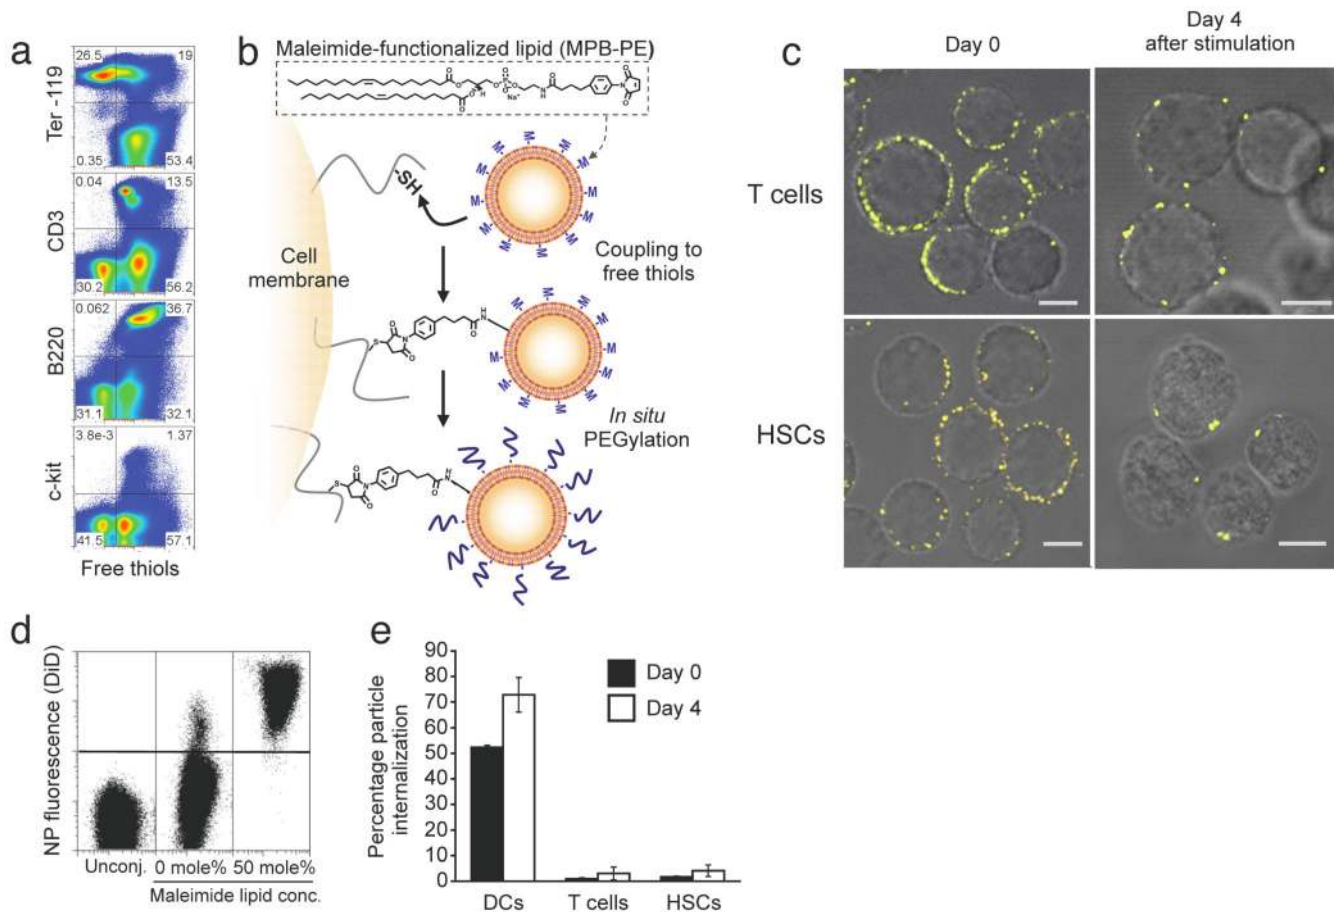 a
Ter -119
26.5 19
0.35 53.4
CD3
0.04 13.5
30.2 56.2
B220
0.062 36.7
31.1 32.1
c-kit
3.8e-3 1.37
41.5 57.1
Free thiols
b
Maleimide-functionalized lipid (MPB-PE)
-SH
Cell
membrane
Coupling to
free thiols
In situ
PEGylation
c
Day 0
Day 4
after stimulation
T cells
HSCs
d
NP fluorescence (DiD)
Unconj. 0 mole% 50 mole%
Maleimide lipid conc.
e
Percentage particle
internalization
90
80
70
60
50
40
30
20
10
0
Day 0
Day 4
DCs T cells HSCs